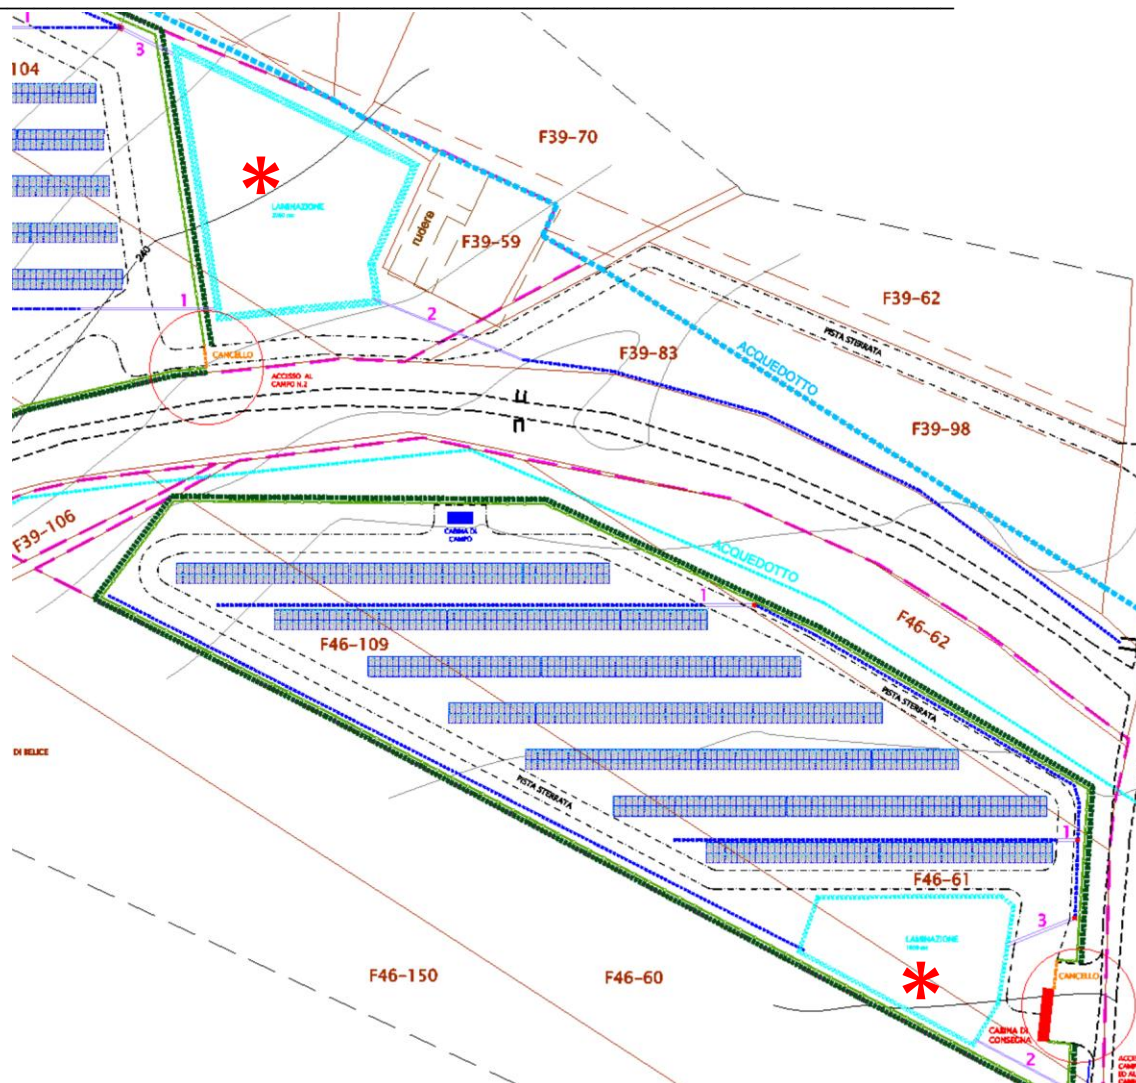 1
3
104
F39-70
*
LAMINAZIONE
rudere
F39-59
240
1
2
F39-62
PISTA STERRATA
F39-83
CANCELLO
ACQUEDOTTO
ACCESSO AL
CAMPO N.2
F39-98
F39-106
CABINA DI
CAMPO
ACQUEDOTTO
1
F46-62
F46-109
PISTA STERRATA
DI BELICE
PISTA STERRATA
1
F46-61
3
LAMINAZIONE
*
F46-150
F46-60
CANCELLO
CABINA DI
CONSEGNA
2